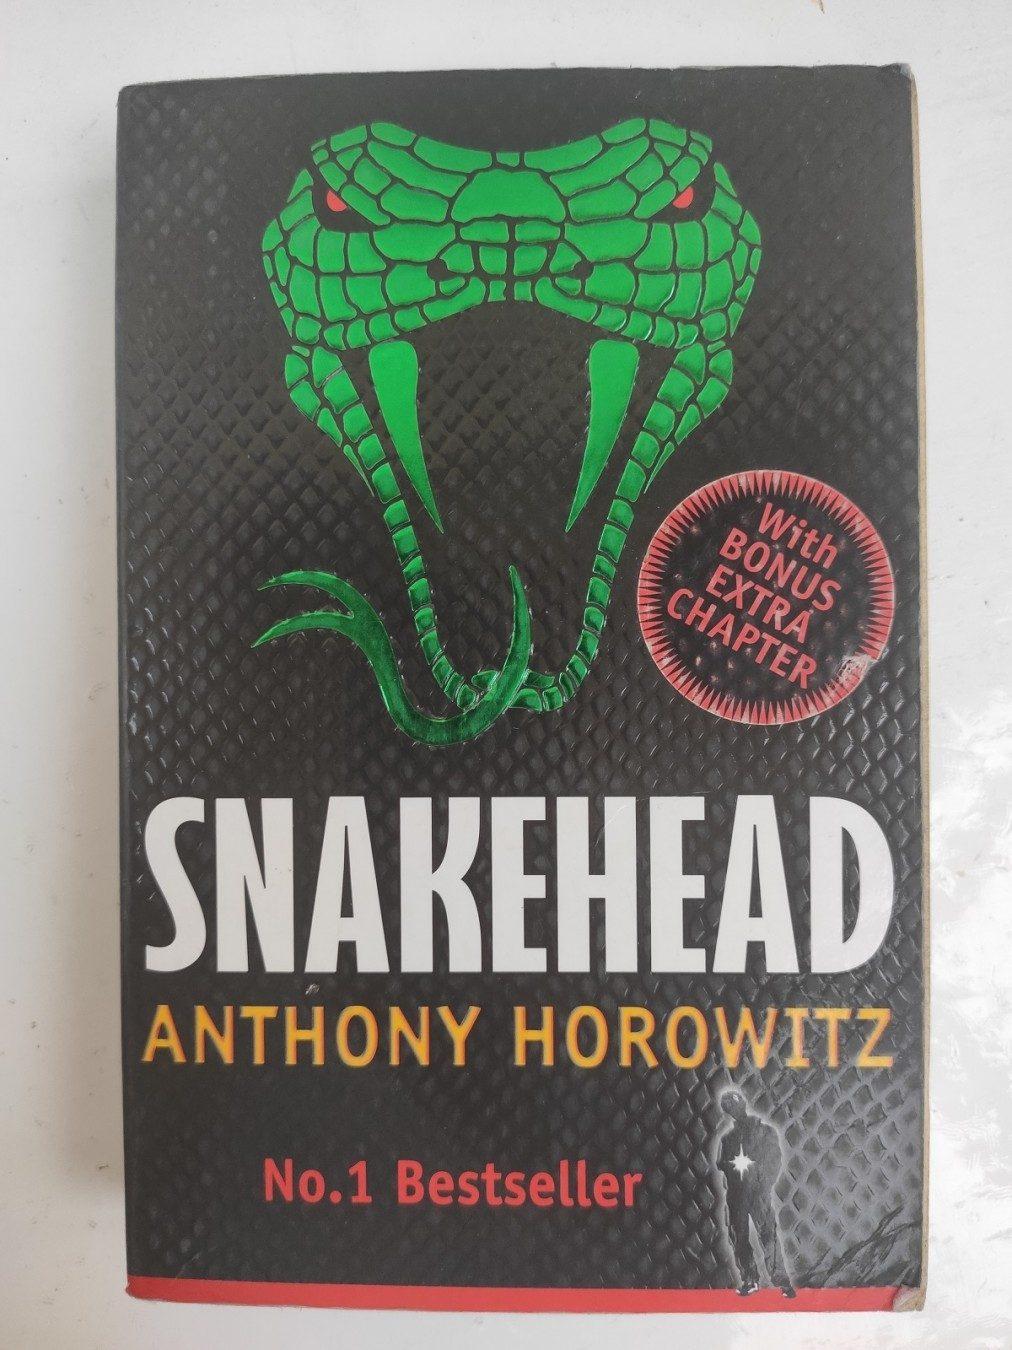 With
BONUS
EXTRA
CHAPTER
SNAKEHEAD
ANTHONY HOROWITZ
No.1 Bestseller